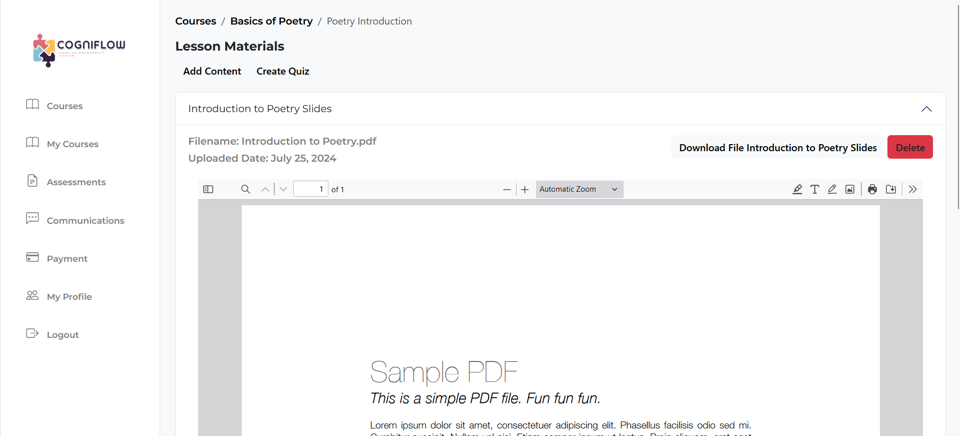 COGNIFLOW
Courses
My Courses
Assessments
Communications
Payment
My Profile
Logout
Courses / Basics of Poetry / Poetry Introduction
Lesson Materials
Add Content Create Quiz
Introduction to Poetry Slides
Filename: Introduction to Poetry.pdf
Uploaded Date: July 25, 2024
Download File Introduction to Poetry Slides Delete
1 of 1 Automatic Zoom
Sample PDF
This is a simple PDF file. Fun fun fun.
Lorem ipsum dolor sit amet, consectetuer adipiscing elit. Phasellus facilisis odio sed mi.